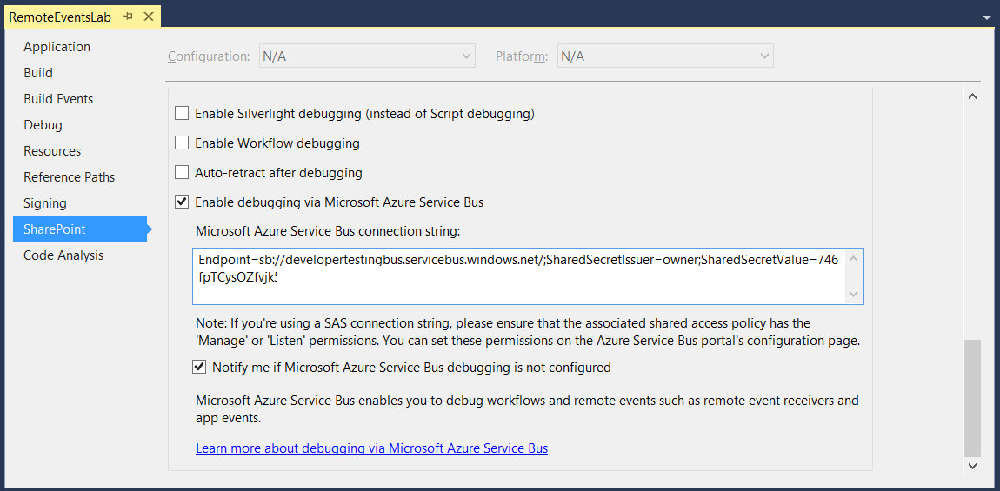 RemoteEventsLab
Application
Build
Build Events
Debug
Resources
Reference Paths
Signing
SharePoint
Code Analysis
Configuration: N/A Platform: N/A
Enable Silverlight debugging (instead of Script debugging)
Enable Workflow debugging
Auto-retract after debugging
Enable debugging via Microsoft Azure Service Bus
Microsoft Azure Service Bus connection string:
Endpoint=sb://developertestingbus.servicebus.windows.net/;SharedSecretIssuer=owner;SharedSecretValue=746
fpTCysOZfvjk5
Note: If you're using a SAS connection string, please ensure that the associated shared access policy has the
'Manage' or 'Listen' permissions. You can set these permissions on the Azure Service Bus portal's configuration page.
Notify me if Microsoft Azure Service Bus debugging is not configured
Microsoft Azure Service Bus enables you to debug workflows and remote events such as remote event receivers and
app events.
Learn more about debugging via Microsoft Azure Service Bus